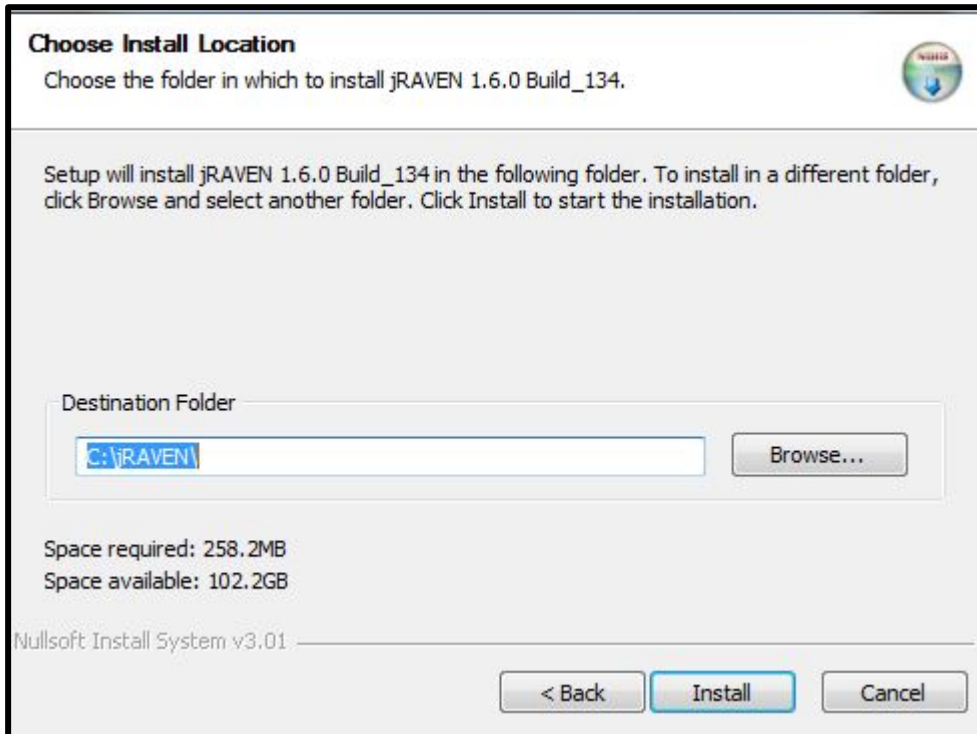 Choose Install Location
Choose the folder in which to install jRAVEN 1.6.0 Build_134.
Setup will install jRAVEN 1.6.0 Build_134 in the following folder. To install in a different folder,
click Browse and select another folder. Click Install to start the installation.
Destination Folder
C:\jRAVEN\
Browse...
Space required: 258.2MB
Space available: 102.2GB
Nullsoft Install System v3.01
< Back
Install
Cancel